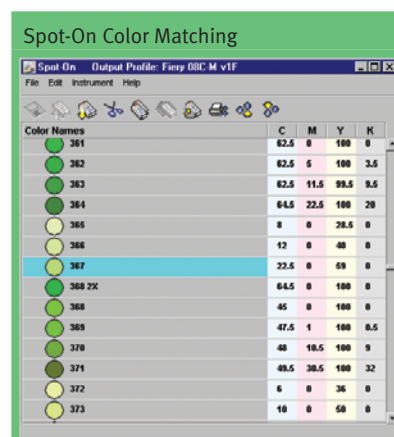 Spot-On Color Matching
Spot-On Output Profile: Fiery 08C-M v1F
File Edit Instrument Help
Color Names C M Y K
361 62.5 0 100 0
362 62.5 5 100 3.5
363 62.5 11.5 99.5 9.5
364 64.5 22.5 100 20
365 8 0 28.5 0
366 12 0 40 0
367 22.5 0 59 0
368 2X 64.5 0 100 0
368 45 0 100 0
369 47.5 1 100 0.5
370 48 10.5 100 9
371 49.5 30.5 100 32
372 6 0 36 0
373 10 0 50 0